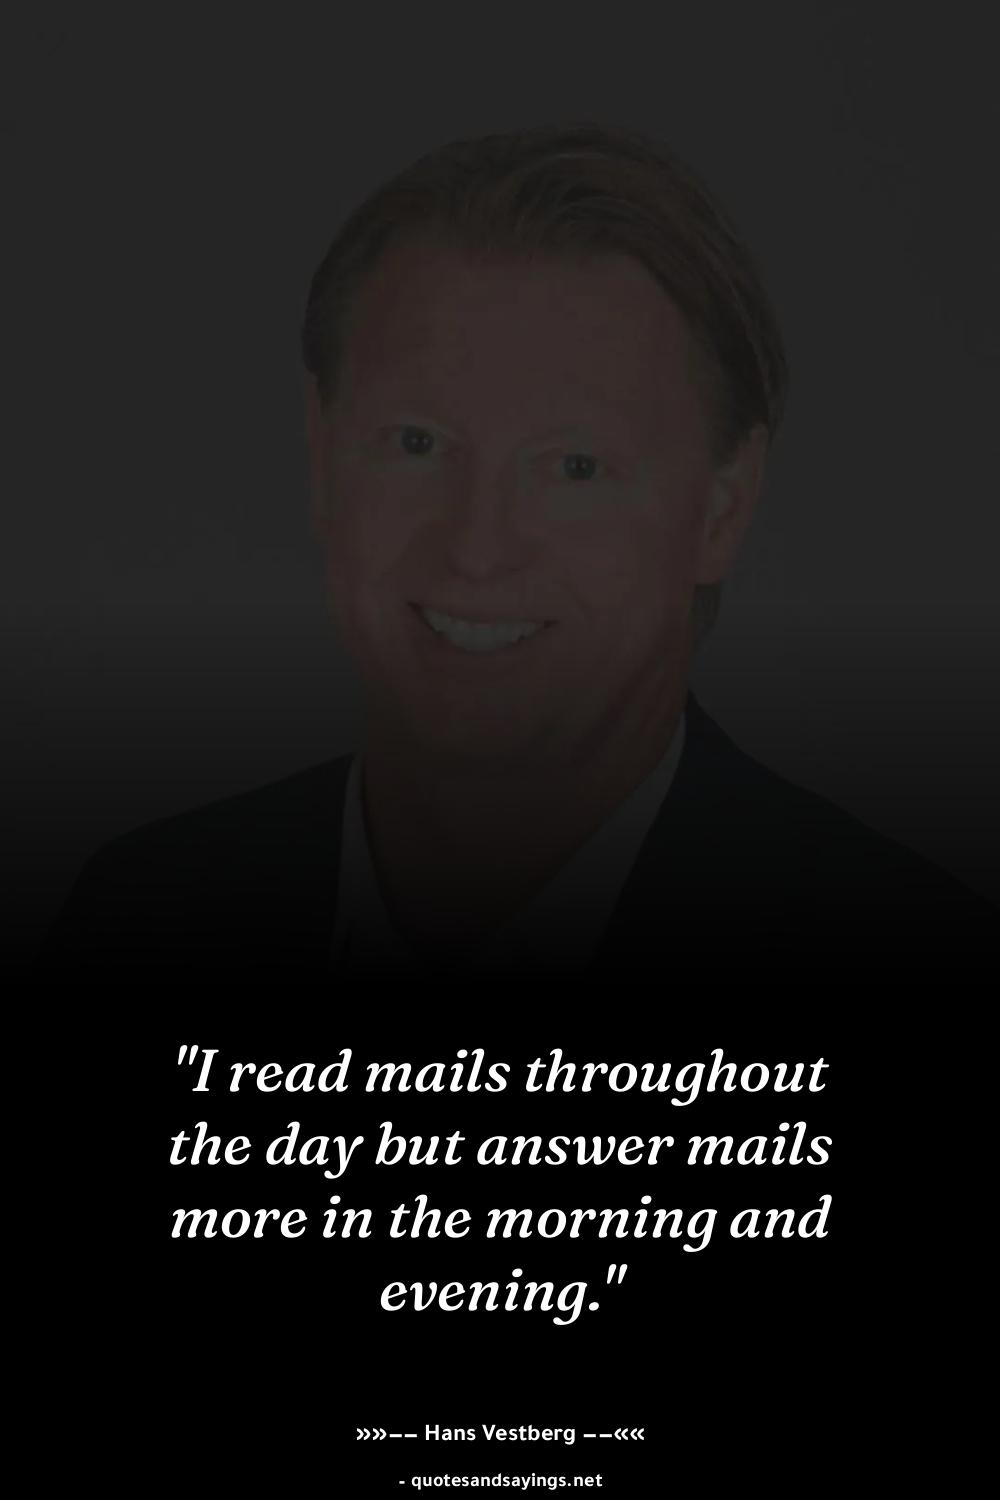 "I read mails throughout
the day but answer mails
more in the morning and
evening."
»»–– Hans Vestberg ––««
- quotesandsayings.net